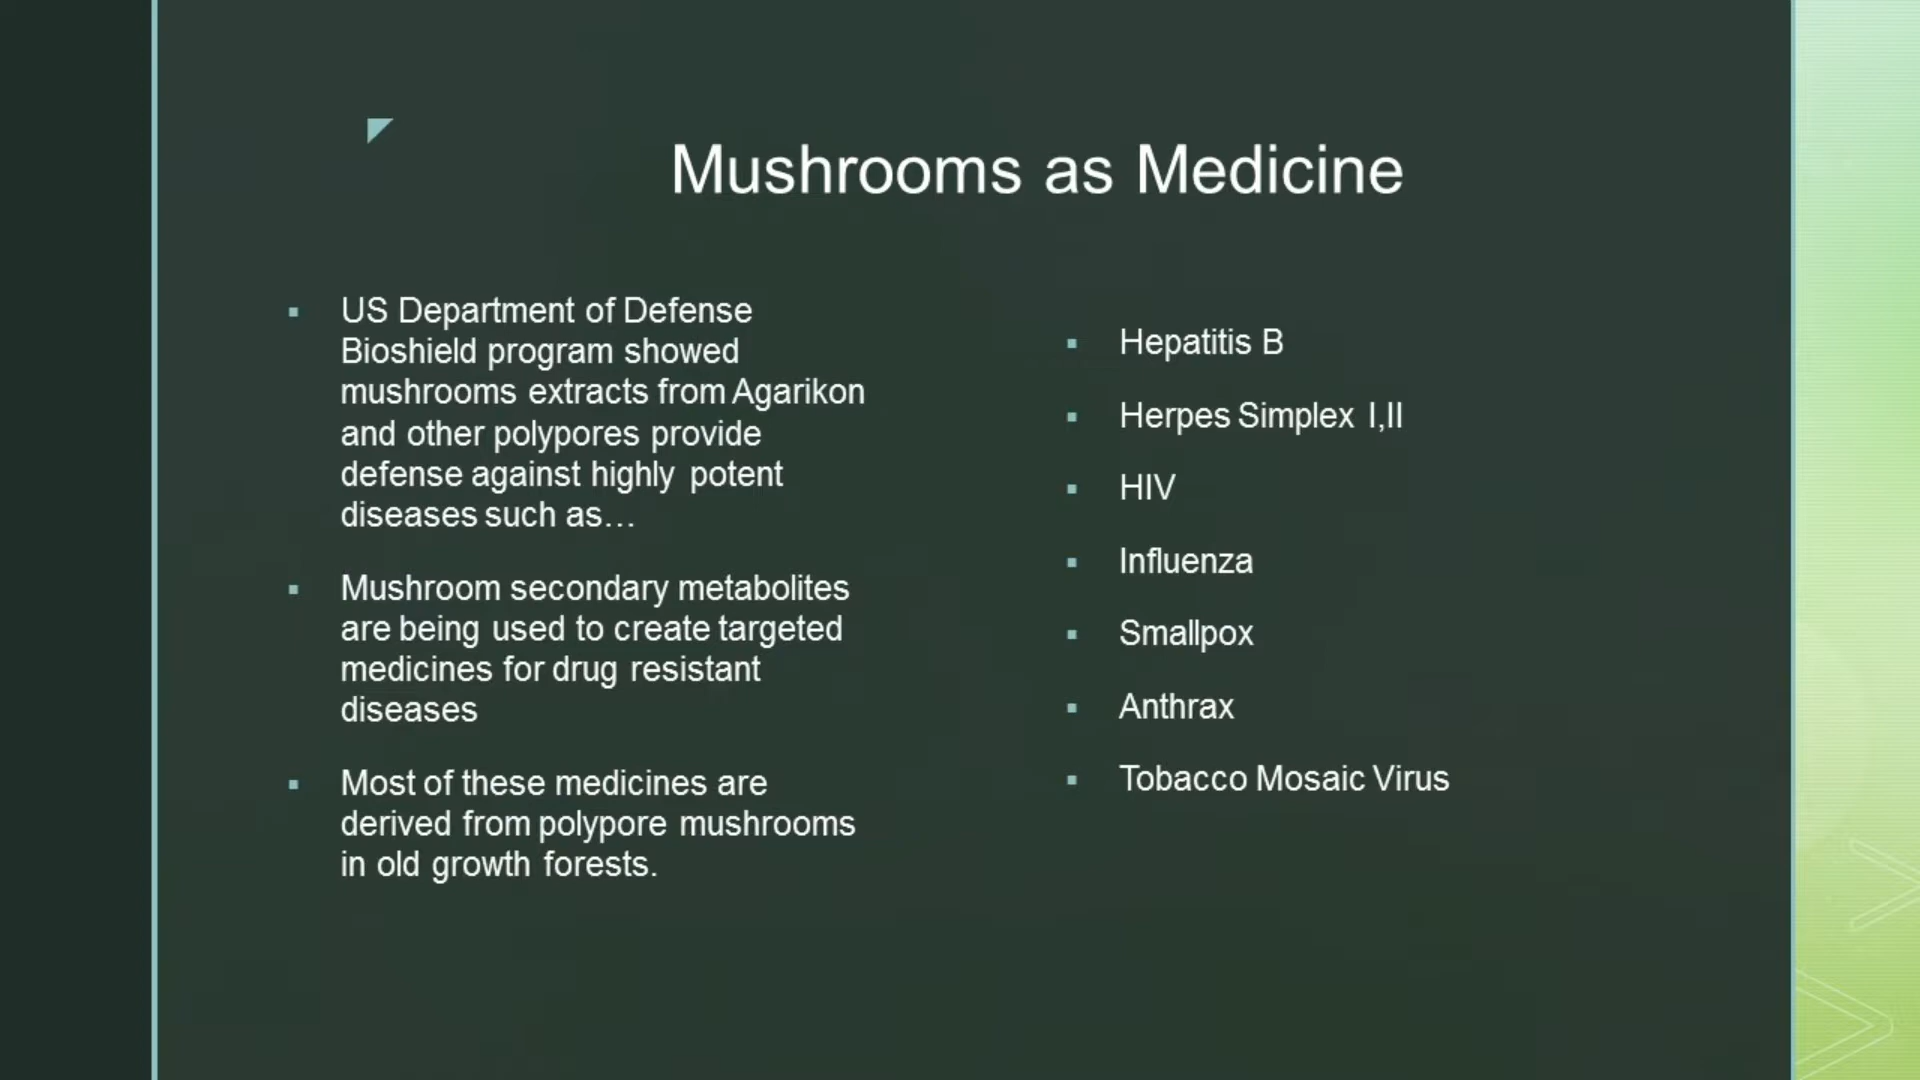 Mushrooms as Medicine
US Department of Defense
Bioshield program showed
mushrooms extracts from Agarikon
and other polypores provide
defense against highly potent
diseases such as…
Mushroom secondary metabolites
are being used to create targeted
medicines for drug resistant
diseases
Most of these medicines are
derived from polypore mushrooms
in old growth forests.
Hepatitis B
Herpes Simplex I,II
HIV
Influenza
Smallpox
Anthrax
Tobacco Mosaic Virus